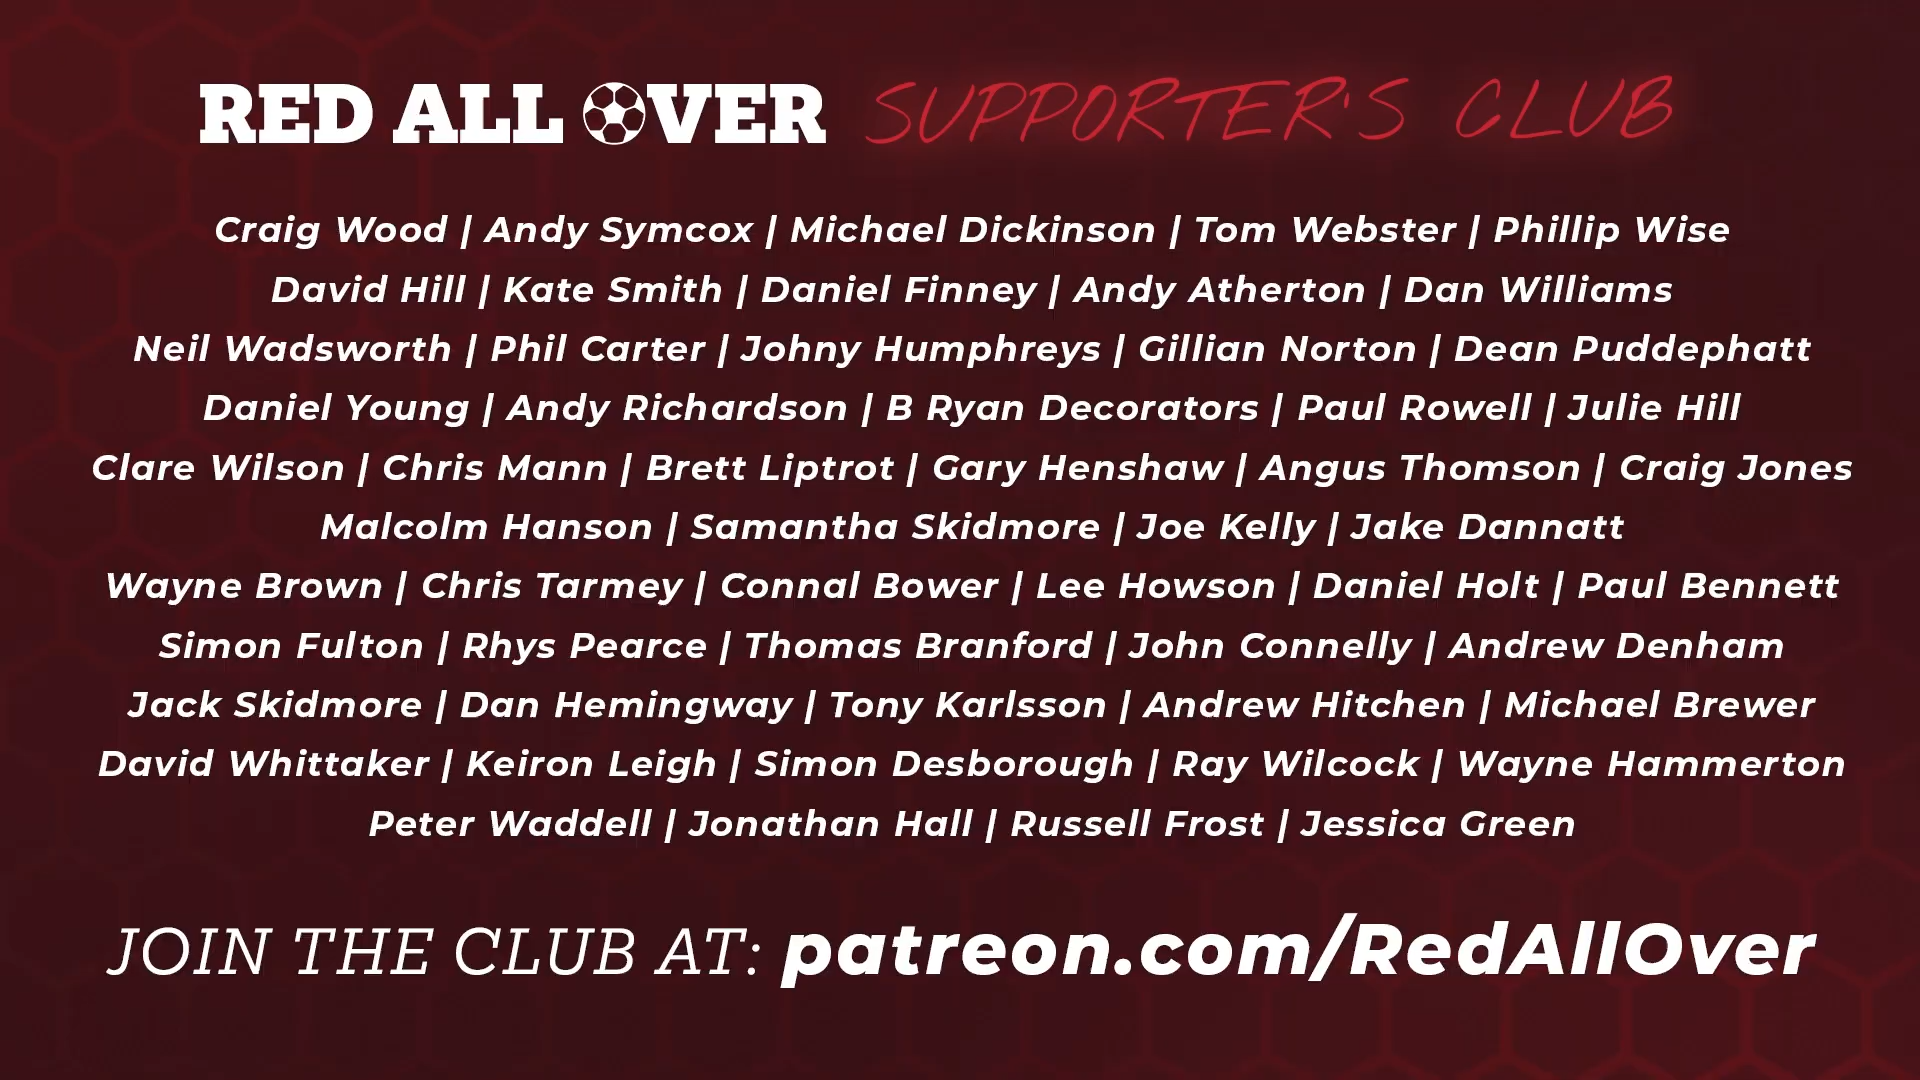 RED ALL OVER SUPPORTER'S CLUB
Craig Wood | Andy Symcox | Michael Dickinson | Tom Webster | Phillip Wise
David Hill | Kate Smith | Daniel Finney | Andy Atherton | Dan Williams
Neil Wadsworth | Phil Carter | Johny Humphreys | Gillian Norton | Dean Puddephatt
Daniel Young | Andy Richardson | B Ryan Decorators | Paul Rowell | Julie Hill
Clare Wilson | Chris Mann | Brett Liptrot | Gary Henshaw | Angus Thomson | Craig Jones
Malcolm Hanson | Samantha Skidmore | Joe Kelly | Jake Dannatt
Wayne Brown | Chris Tarmey | Connal Bower | Lee Howson | Daniel Holt | Paul Bennett
Simon Fulton | Rhys Pearce | Thomas Branford | John Connelly | Andrew Denham
Jack Skidmore | Dan Hemingway | Tony Karlsson | Andrew Hitchen | Michael Brewer
David Whittaker | Keiron Leigh | Simon Desborough | Ray Wilcock | Wayne Hammerton
Peter Waddell | Jonathan Hall | Russell Frost | Jessica Green
JOIN THE CLUB AT: patreon.com/RedAllOver